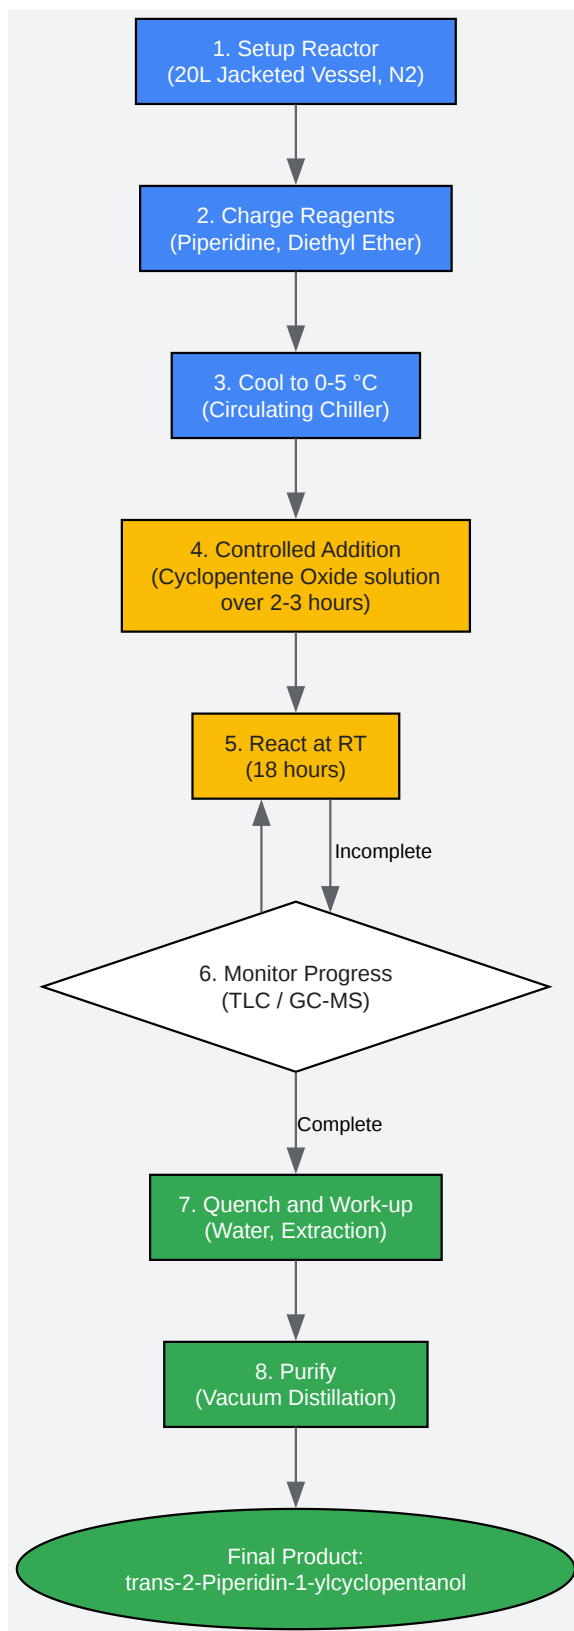 1. Setup Reactor
(20L Jacketed Vessel, N2)
2. Charge Reagents
(Piperidine, Diethyl Ether)
3. Cool to 0-5 °C
(Circulating Chiller)
4. Controlled Addition
(Cyclopentene Oxide solution
over 2-3 hours)
5. React at RT
(18 hours)
Incomplete
6. Monitor Progress
(TLC / GC-MS)
Complete
7. Quench and Work-up
(Water, Extraction)
8. Purify
(Vacuum Distillation)
Final Product:
trans-2-Piperidin-1-ylcyclopentanol